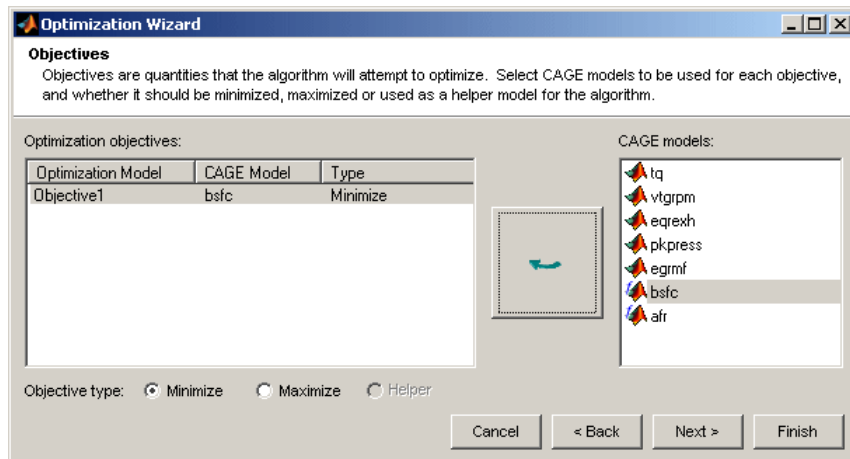 Optimization Wizard
Objectives
Objectives are quantities that the algorithm will attempt to optimize. Select CAGE models to be used for each objective,
and whether it should be minimized, maximized or used as a helper model for the algorithm.
Optimization objectives:
CAGE models:
Optimization Model CAGE Model Type
Objective1 bsfc Minimize
tq
vtgrpm
eqrexh
pkpress
egrmf
bsfc
afr
Objective type: Minimize Maximize Helper
Cancel < Back Next > Finish